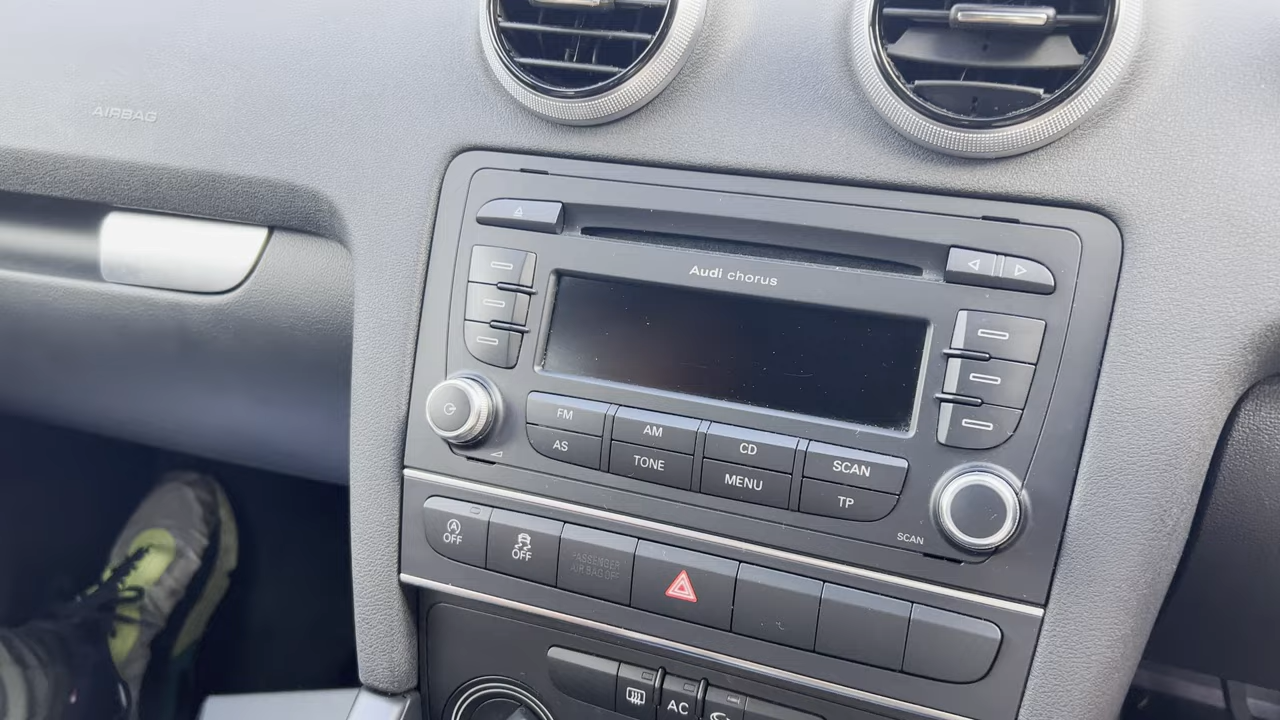 AIRBAG
Audi chorus
FM
AM
CD
SCAN
AS
TONE
MENU
TP
SCAN
A
OFF
OFF
PASSENGER
AIR BAG OFF
AC